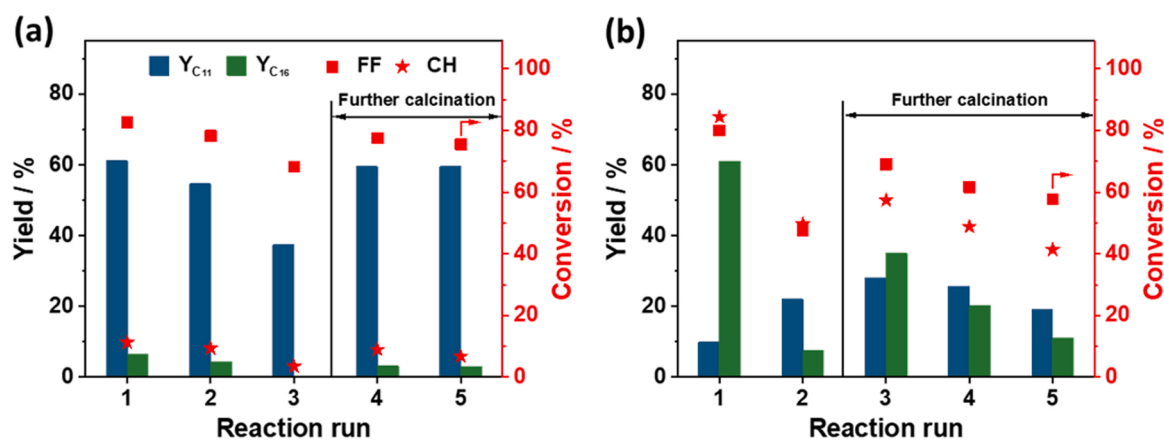 (a)
Y C11 Y C16 FF CH
Further calcination
Yield / %
80
60
40
20
0
Conversion / %
100
80
60
40
20
0
1 2 3 4 5
Reaction run
(b)
Further calcination
Yield / %
80
60
40
20
0
Conversion / %
100
80
60
40
20
0
1 2 3 4 5
Reaction run